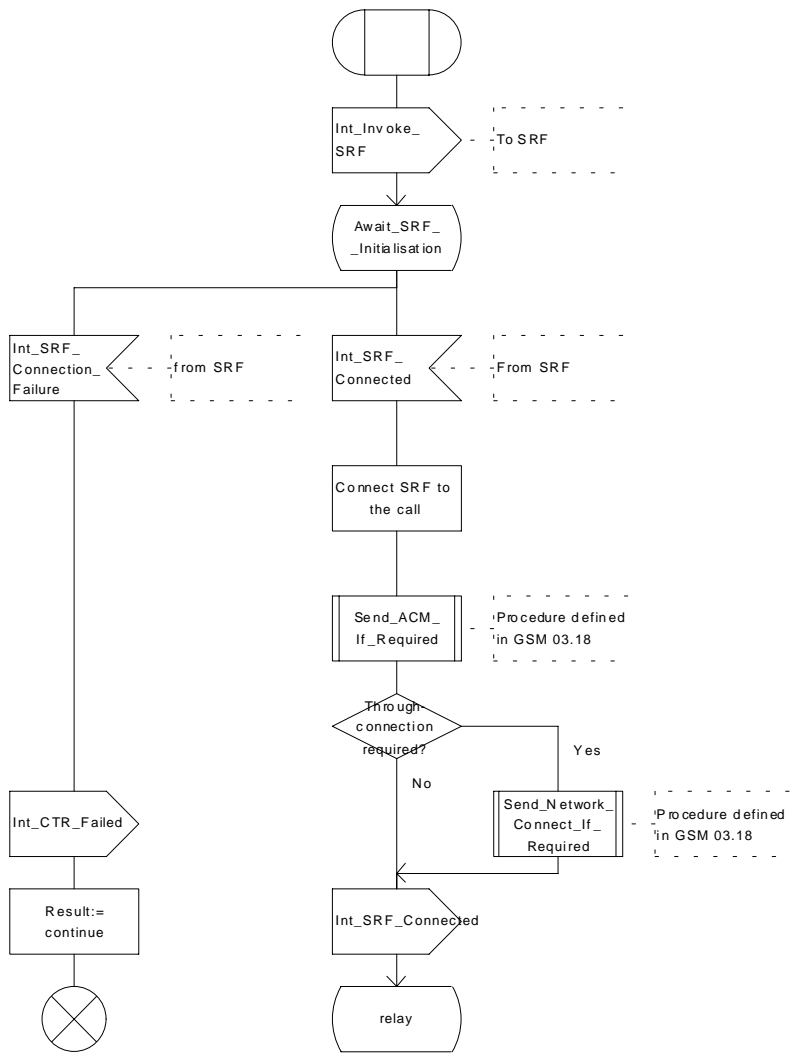 Int_Invoke_
SRF
To SRF
Await_SRF_
_Initialisation
Int_SRF_
Connection_
Failure
from SRF
Int_SRF_
Connected
From SRF
Connect SRF to
the call
Send_ACM_
If_Required
Procedure defined
in GSM 03.18
Through-
connection
required?
Yes
No
Int_CTR_Failed
Send_Network_
Connect_If_
Required
Procedure defined
in GSM 03.18
Result:=
continue
Int_SRF_Connected
relay